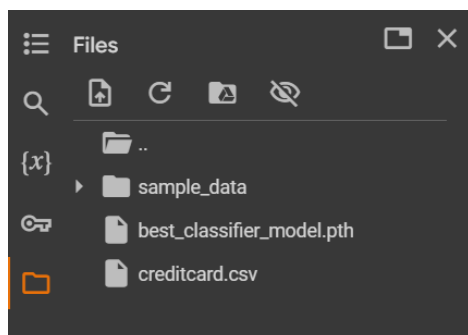 Files
..
{x}
sample_data
best_classifier_model.pth
creditcard.csv